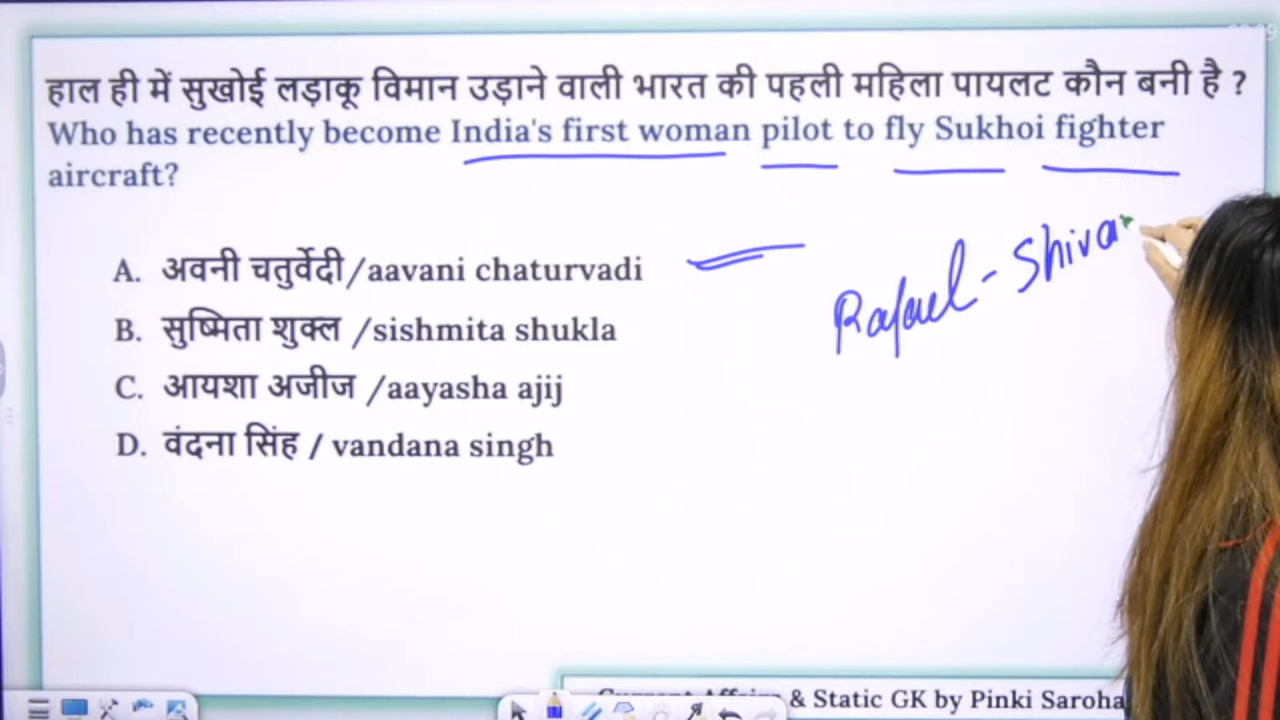 हाल ही में सुखोई लड़ाकू विमान उड़ाने वाली भारत की पहली महिला पायलट कौन बनी है ?
Who has recently become India's first woman pilot to fly Sukhoi fighter
aircraft?
A. अवनी चतुर्वेदी/aavani chaturvadi
Rafael - Shiva
B. सुष्मिता शुक्ल /sishmita shukla
C. आयशा अजीज /aayasha ajij
D. वंदना सिंह / vandana singh
Current Affairs & Static GK by Pinki Saroha